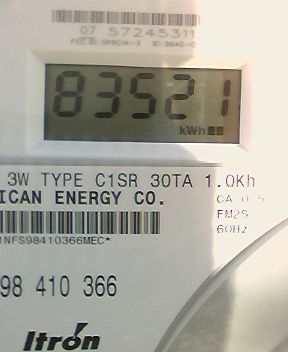 07 57245311
83521
kWh
3W TYPE C1SR 30TA 1.0Kh
ICAN ENERGY CO.
CA 0.5
FM2S
60Hz
1NFS98410366MEC*
98 410 366
Itron